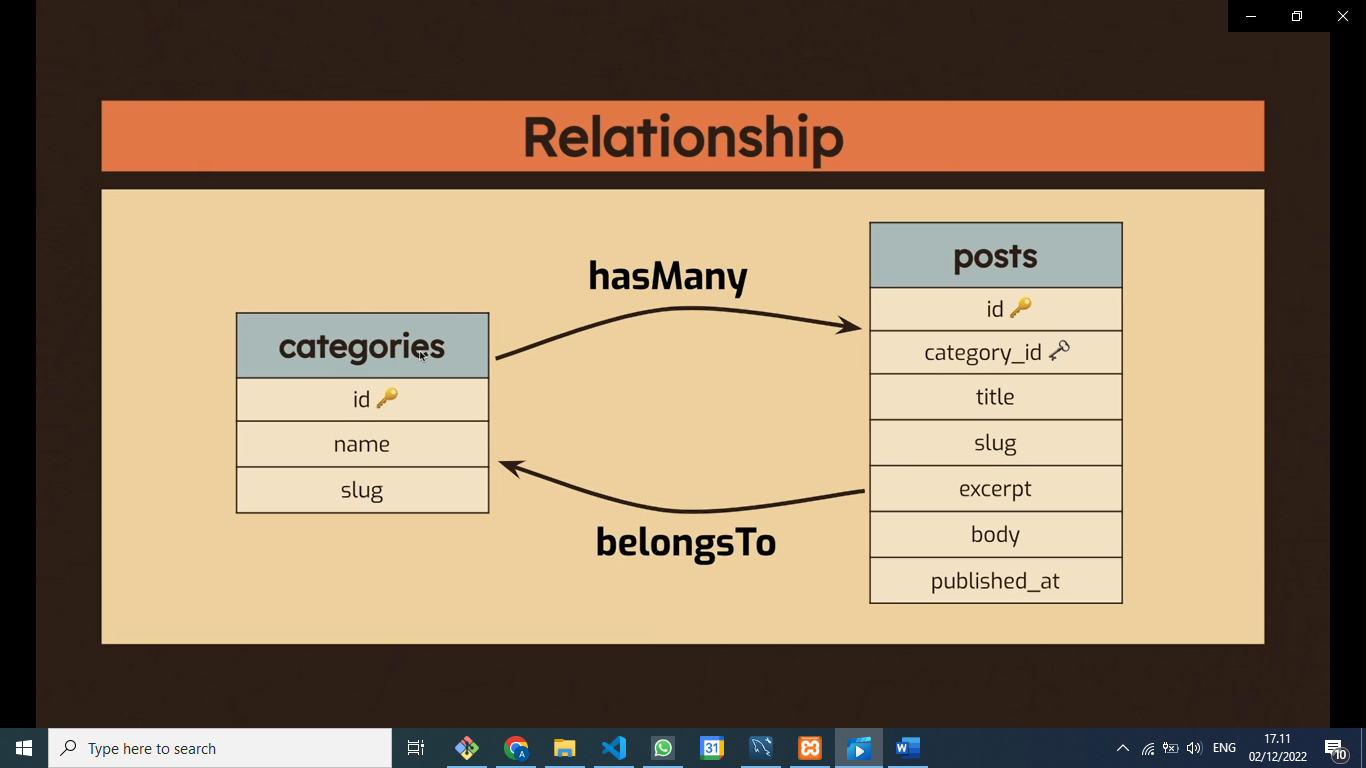 Relationship
hasMany
categories
id
name
slug
belongsTo
posts
id
category_id
title
slug
excerpt
body
published_at
Type here to search
A
31
ENG
17.11
02/12/2022
10
W